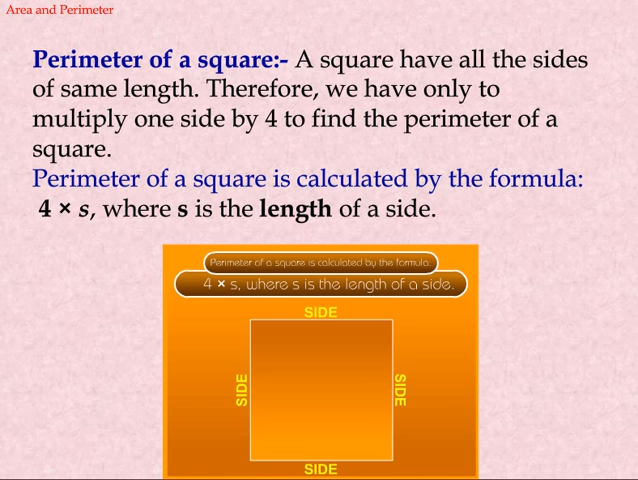 Area and Perimeter
Perimeter of a square:- A square have all the sides
of same length. Therefore, we have only to
multiply one side by 4 to find the perimeter of a
square.
Perimeter of a square is calculated by the formula:
4 × s, where s is the length of a side.
Perimeter of a square is calculated by the formula:
4 × s, where s is the length of a side.
SIDE
SIDE
SIDE
SIDE